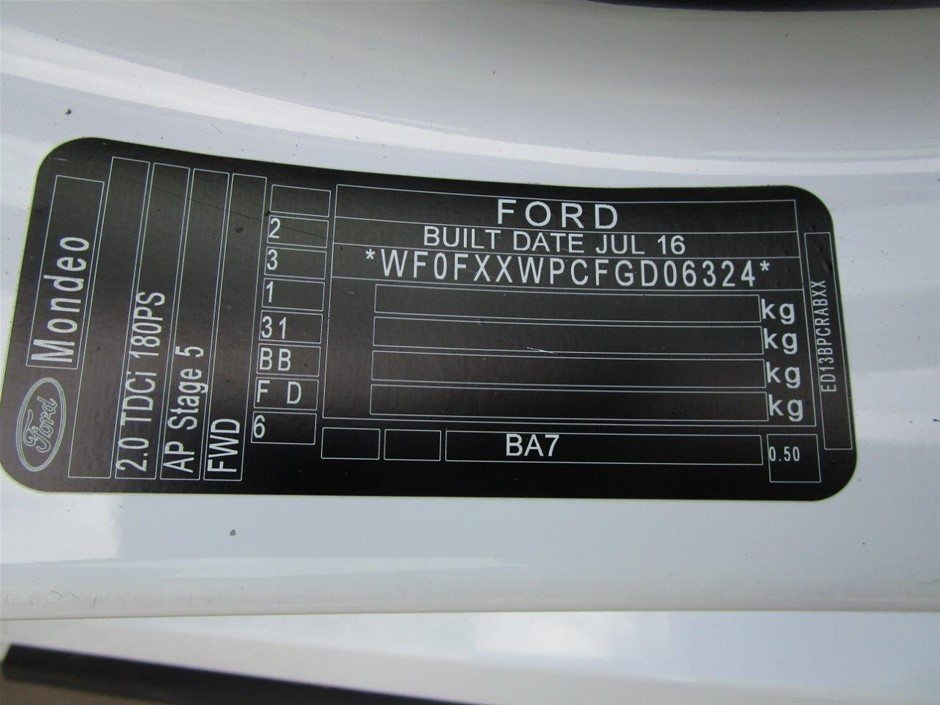 Ford
Mondeo
2.0 TDCi 180PS
AP Stage 5
FWD
2
3
1
31
BB
F D
6
FORD
BUILT DATE JUL 16
*WF0FXXWPCFGD06324*
kg
kg
kg
kg
BA7
0.50
ED13BPCRABXX